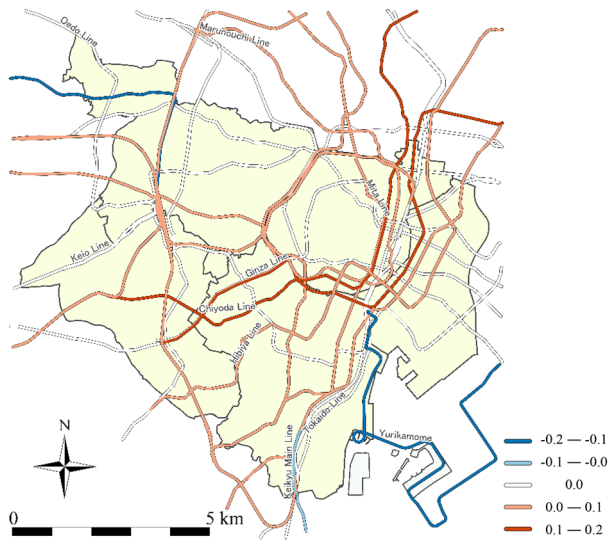 Oedo Line
Marunouchi Line
Mita Line
Keio Line
Ginza Line
Chiyoda Line
Hibiya Line
Tokaido Line
Keikyu Main Line
Yurikamome
N
0 5 km
-0.2 — -0.1
-0.1 — -0.0
0.0
0.0 — 0.1
0.1 — 0.2